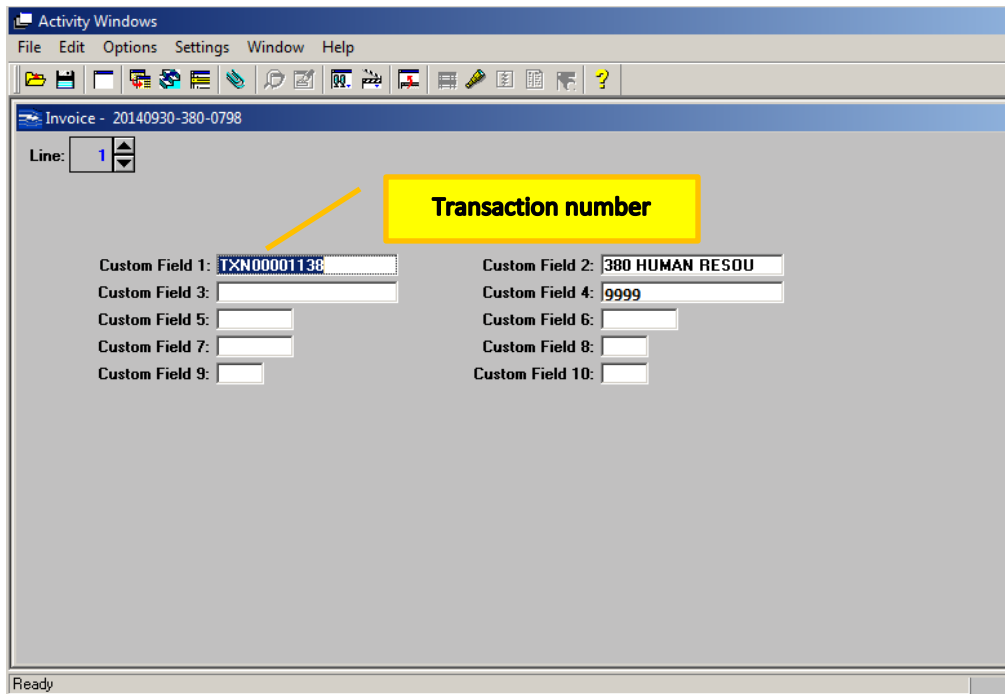 Activity Windows
File Edit Options Settings Window Help
Invoice - 20140930-380-0798
Line: 1
Transaction number
Custom Field 1: TXN00001138 Custom Field 2: 380 HUMAN RESOU
Custom Field 3: Custom Field 4: 9999
Custom Field 5: Custom Field 6:
Custom Field 7: Custom Field 8:
Custom Field 9: Custom Field 10:
Ready